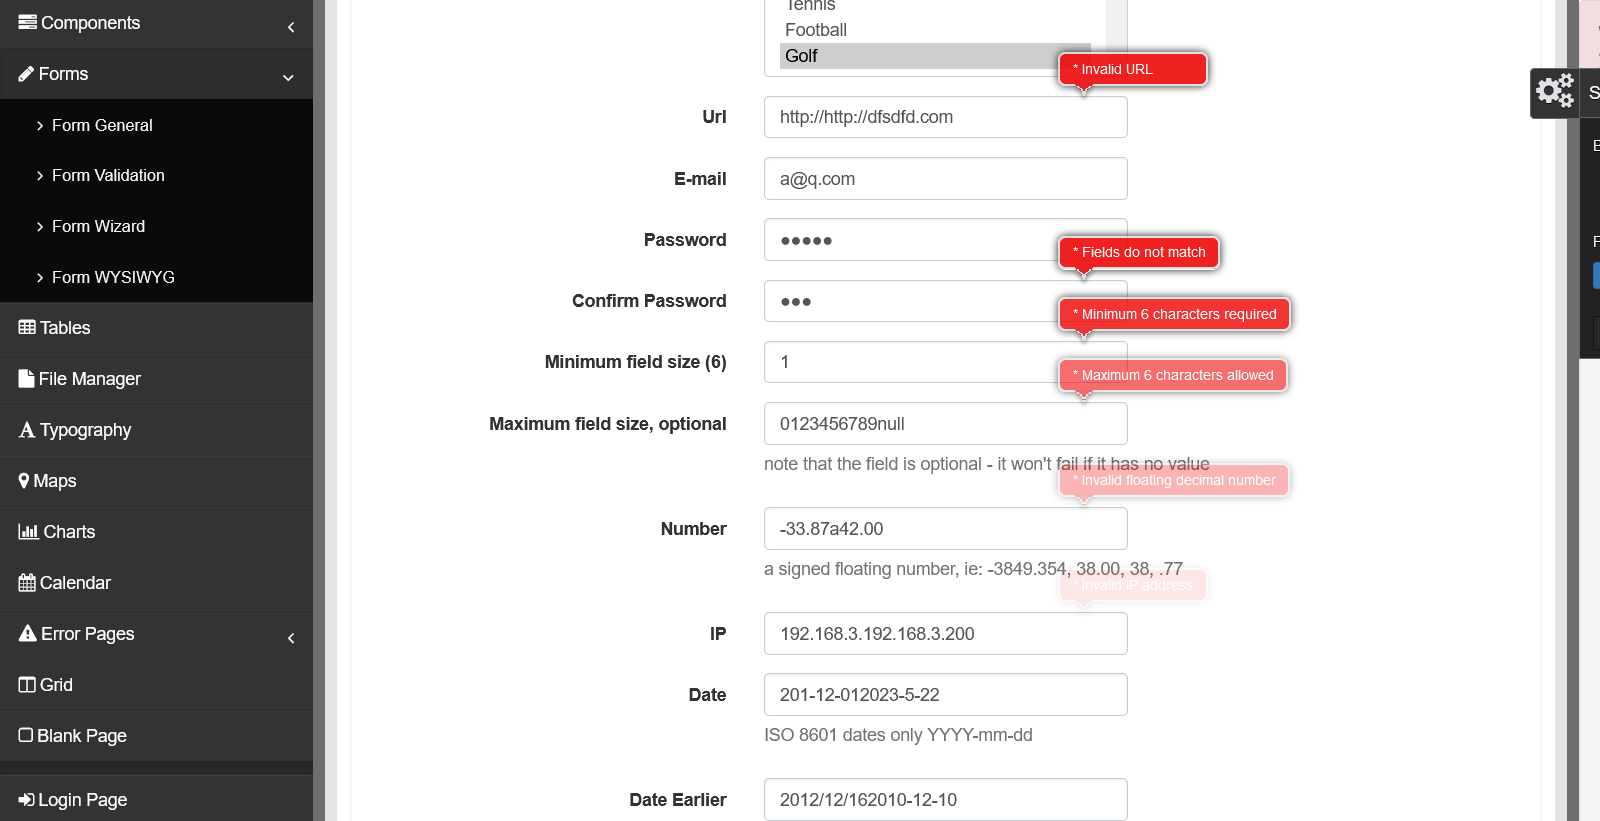 Components
Forms
Form General
Form Validation
Form Wizard
Form WYSIWYG
Tables
File Manager
Typography
Maps
Charts
Calendar
Error Pages
Grid
Blank Page
Login Page
Tennis
Football
Golf
* Invalid URL
Url
http://http://dfsdfd.com
E-mail
a@q.com
Password
●●●●●
* Fields do not match
Confirm Password
●●●
* Minimum 6 characters required
Minimum field size (6)
1
* Maximum 6 characters allowed
Maximum field size, optional
0123456789null
note that the field is optional - it won't fail if it has no value
* Invalid floating decimal number
Number
-33.87a42.00
a signed floating number, ie: -3849.354, 38.00, 38, .77
* Invalid IP address
IP
192.168.3.192.168.3.200
Date
201-12-012023-5-22
ISO 8601 dates only YYYY-mm-dd
Date Earlier
2012/12/162010-12-10